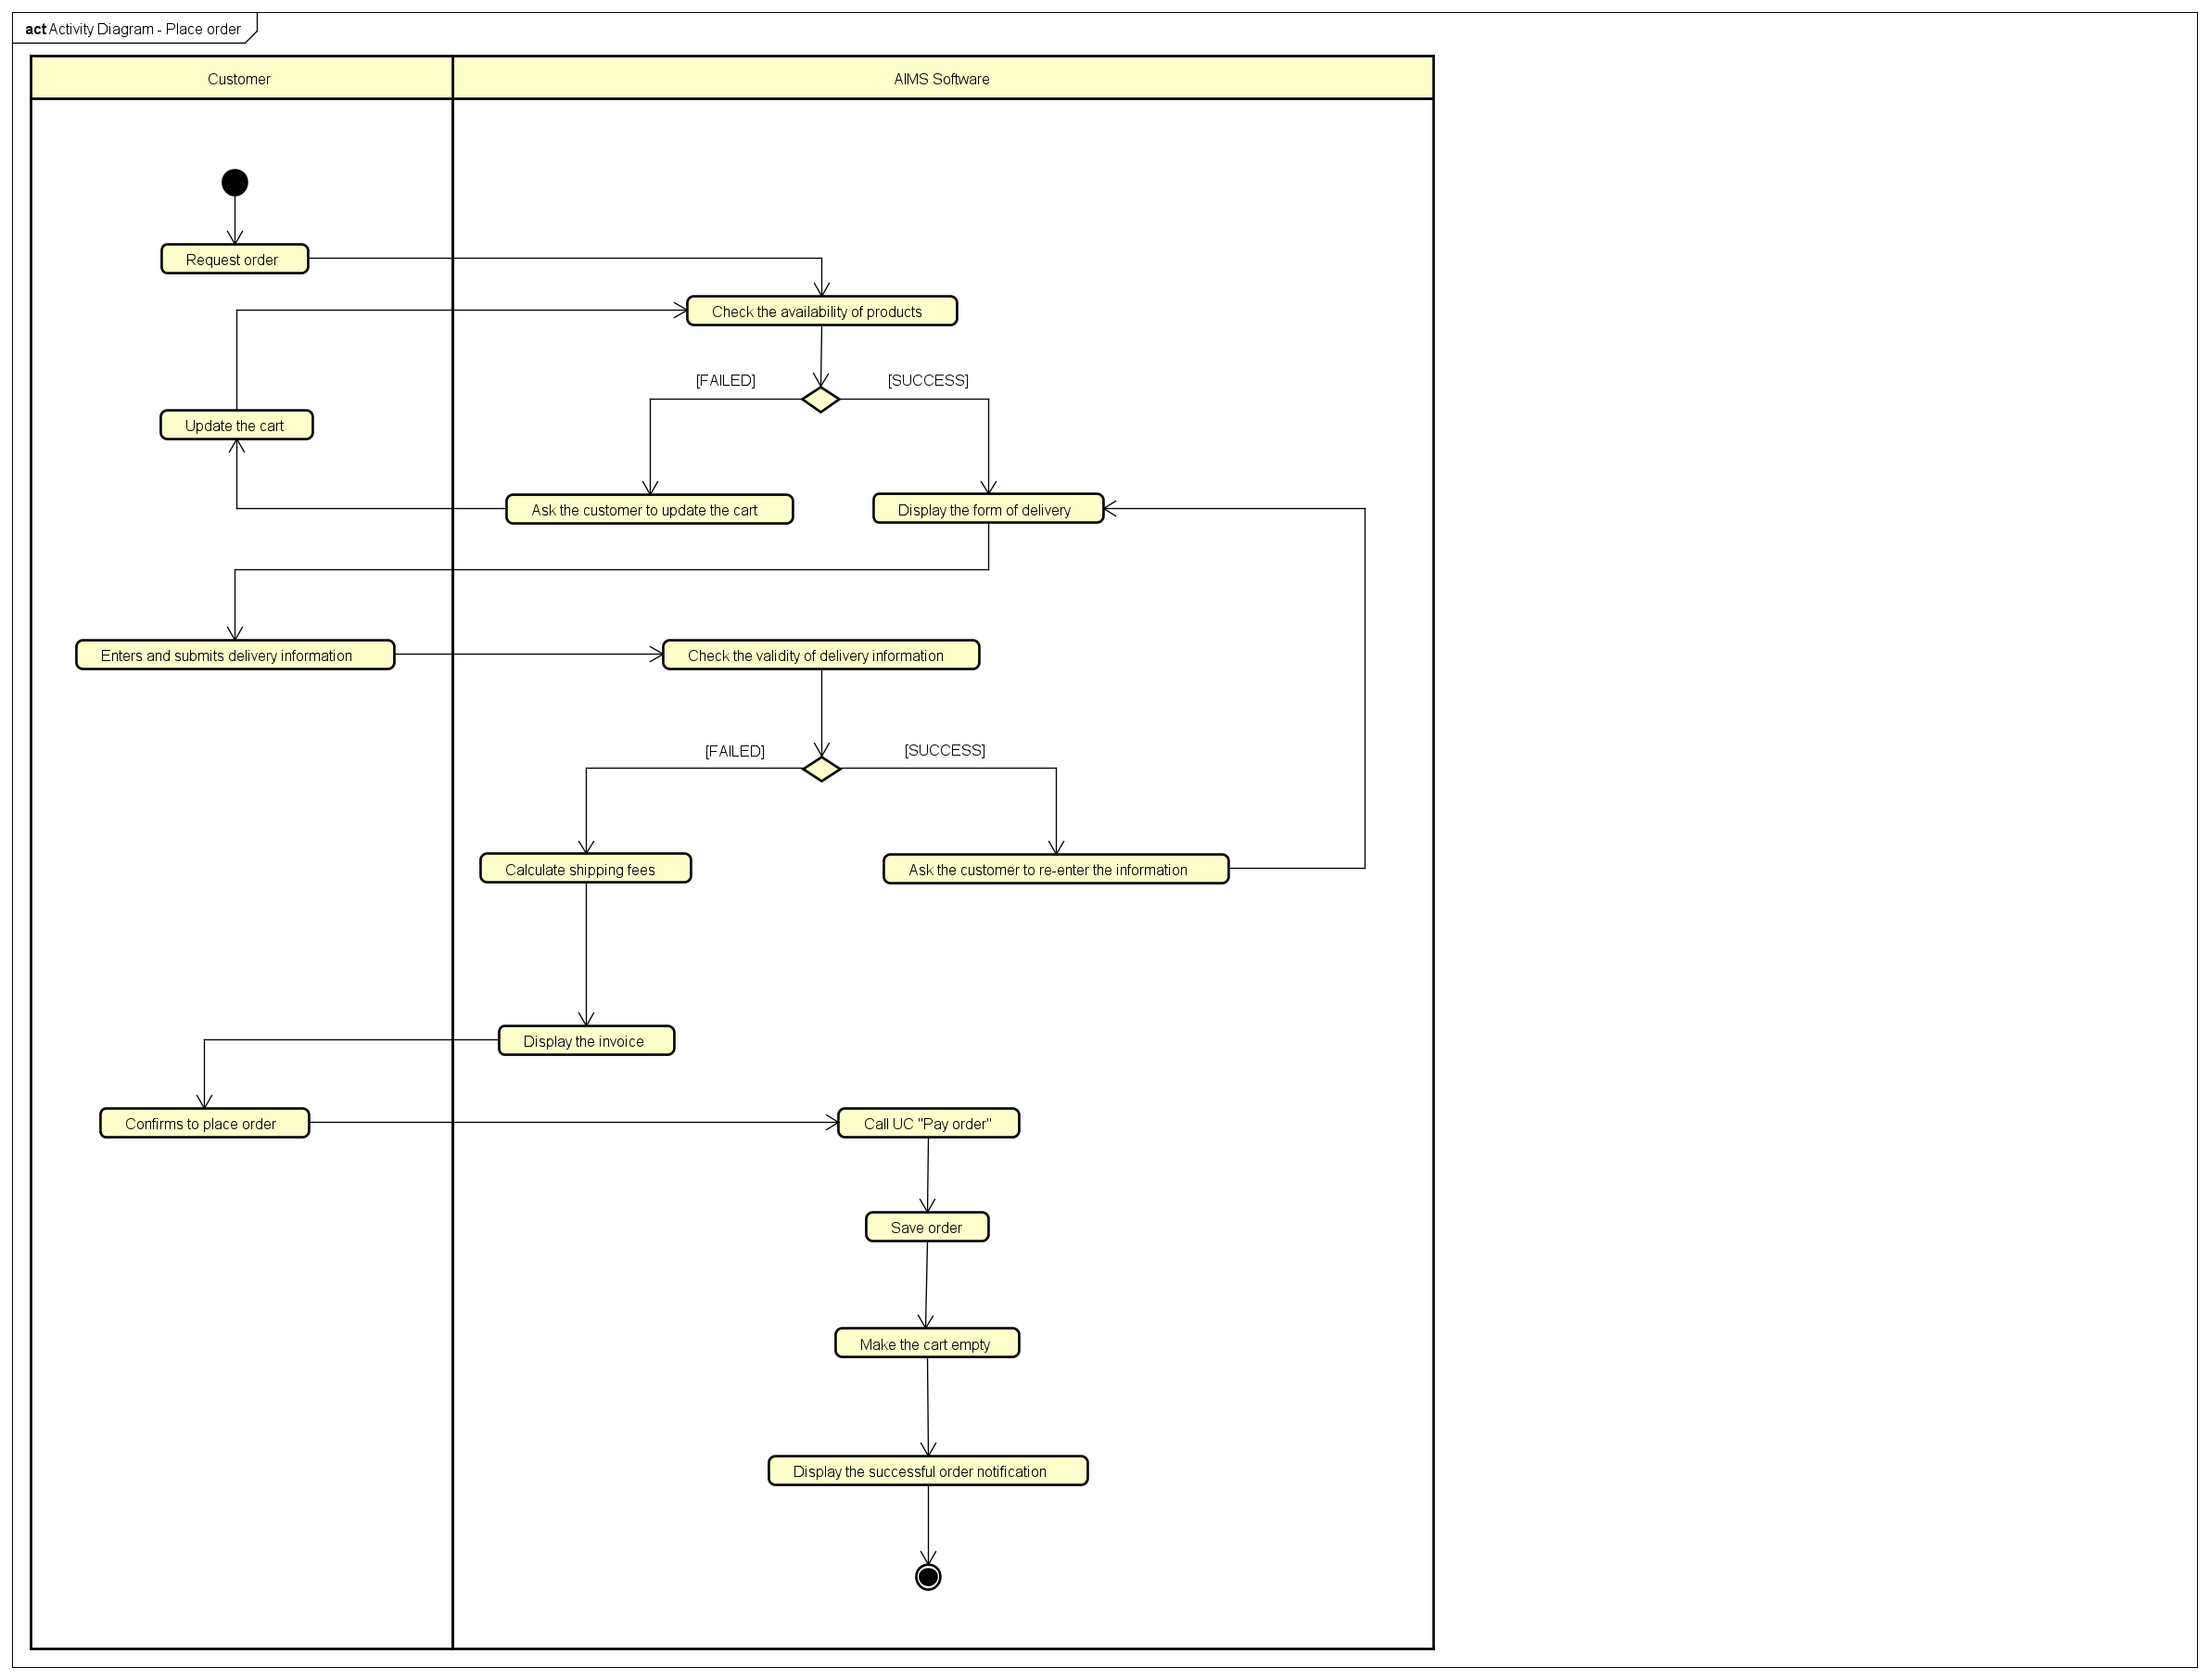 act Activity Diagram - Place order
Customer
AIMS Software
Request order
Check the availability of products
[FAILED]
[SUCCESS]
Update the cart
Ask the customer to update the cart
Display the form of delivery
Enters and submits delivery information
Check the validity of delivery information
[FAILED]
[SUCCESS]
Calculate shipping fees
Ask the customer to re-enter the information
Display the invoice
Confirms to place order
Call UC "Pay order"
Save order
Make the cart empty
Display the successful order notification